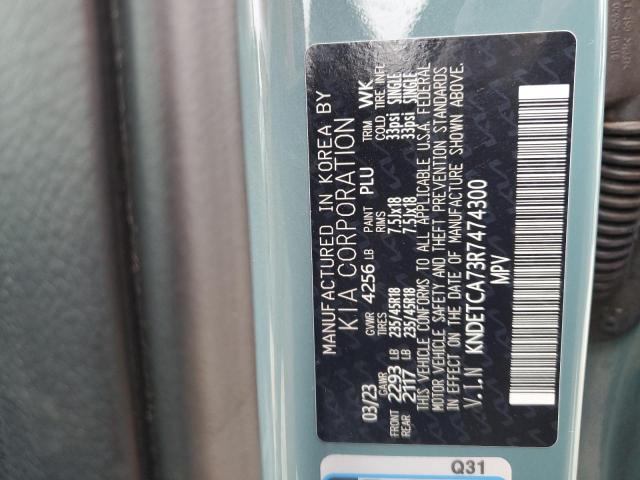 MANUFACTURED IN KOREA BY
KIA CORPORATION
03/23 GVWR 4256 LB PAINT PLU TRIM WK
GAWR TIRES RIMS COLD TIRE INFL
FRONT 2293 LB 235/45R18 7.5Jx18 33psi SINGLE
REAR 2117 LB 235/45R18 7.5Jx18 33psi SINGLE
THIS VEHICLE CONFORMS TO ALL APPLICABLE U.S.A. FEDERAL
MOTOR VEHICLE SAFETY AND THEFT PREVENTION STANDARDS
IN EFFECT ON THE DATE OF MANUFACTURE SHOWN ABOVE.
V.I.N KNDETCA73R7474300
MPV
Q31